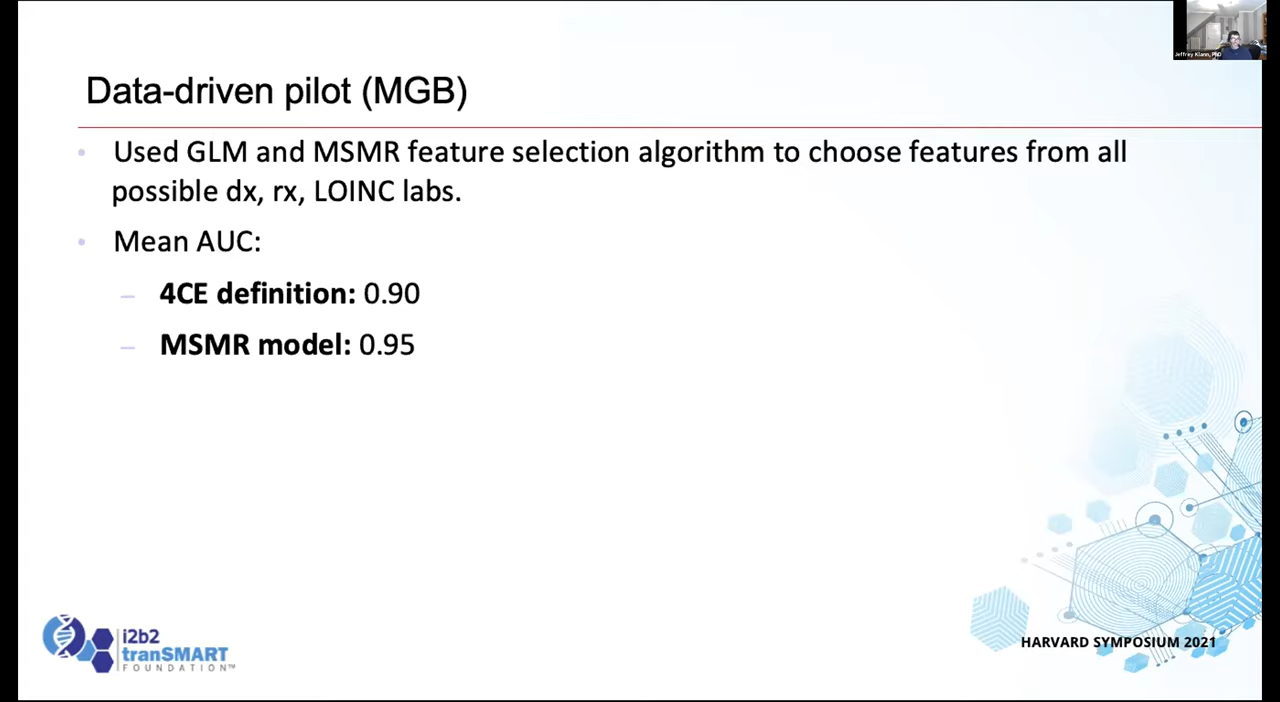 Jeffrey Klann, PhD
Data-driven pilot (MGB)
Used GLM and MSMR feature selection algorithm to choose features from all
possible dx, rx, LOINC labs.
Mean AUC:
– 4CE definition: 0.90
– MSMR model: 0.95
i2b2
tranSMART
FOUNDATION™
HARVARD SYMPOSIUM 2021